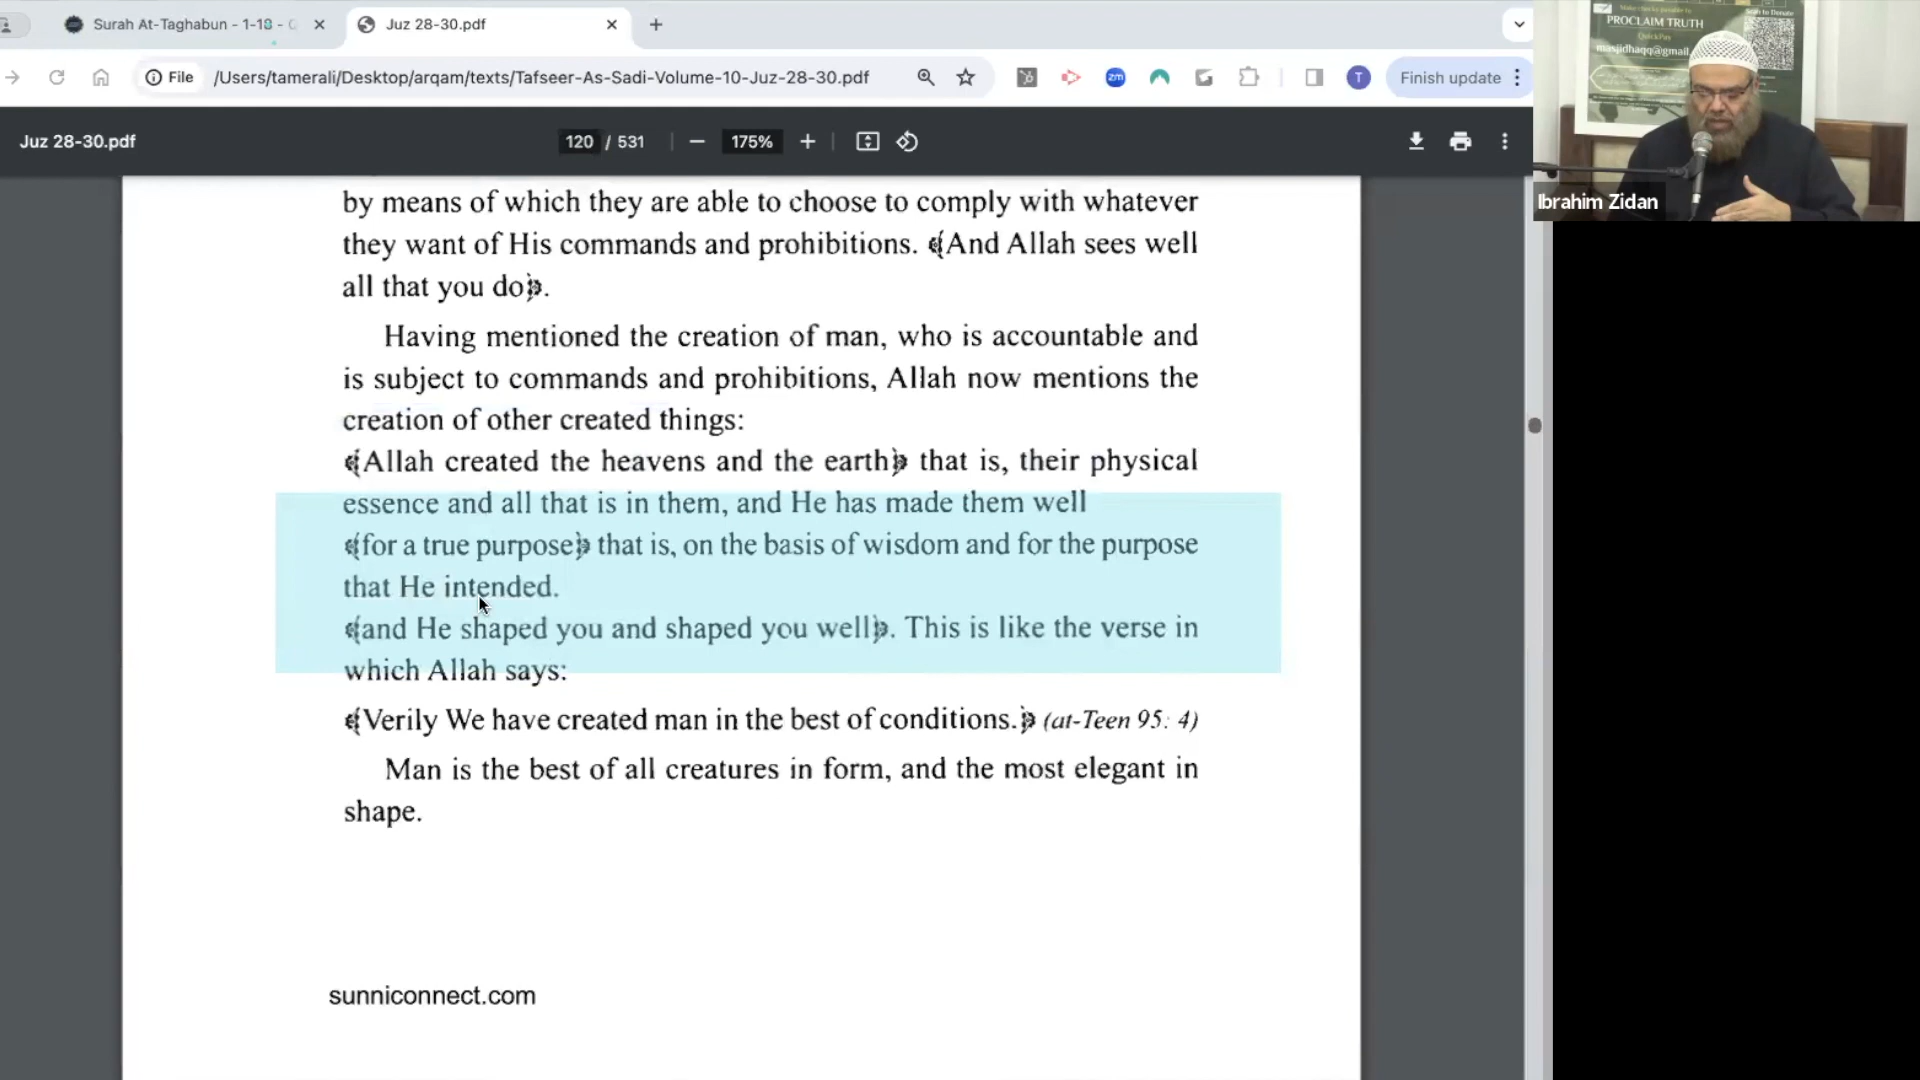 Surah At-Taghabun - 1-18 -
Juz 28-30.pdf
File
/Users/tamerali/Desktop/arqam/texts/Tafseer-As-Sadi-Volume-10-Juz-28-30.pdf
zm
T
Finish update
Juz 28-30.pdf
120 / 531
175%
by means of which they are able to choose to comply with whatever
they want of His commands and prohibitions. ﴾And Allah sees well
all that you do﴿.
Having mentioned the creation of man, who is accountable and
is subject to commands and prohibitions, Allah now mentions the
creation of other created things:
﴾Allah created the heavens and the earth﴿ that is, their physical
essence and all that is in them, and He has made them well
﴾for a true purpose﴿ that is, on the basis of wisdom and for the purpose
that He intended.
﴾and He shaped you and shaped you well﴿. This is like the verse in
which Allah says:
﴾Verily We have created man in the best of conditions.﴿ (at-Teen 95: 4)
Man is the best of all creatures in form, and the most elegant in
shape.
sunniconnect.com
PROCLAIM TRUTH
QuickPay
masjidhaqq@gmail.
Scan to Donate
Ibrahim Zidan